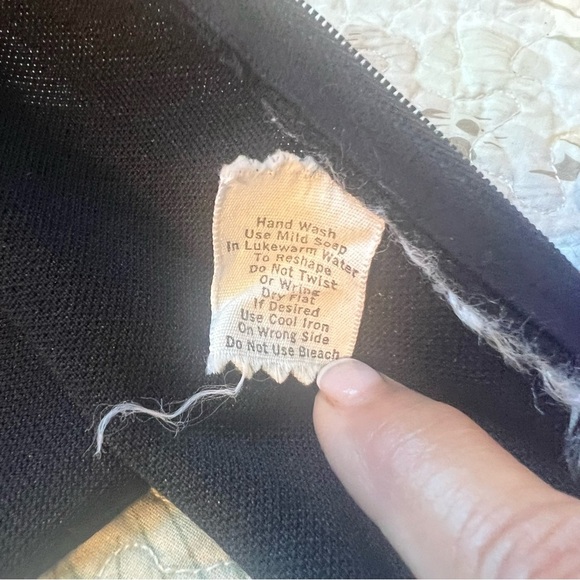 Hand Wash
Use Mild Soap
In Lukewarm Water
To Reshape
Do Not Twist
Or Wring
Dry Flat
If Desired
Use Cool Iron
On Wrong Side
Do Not Use Bleach